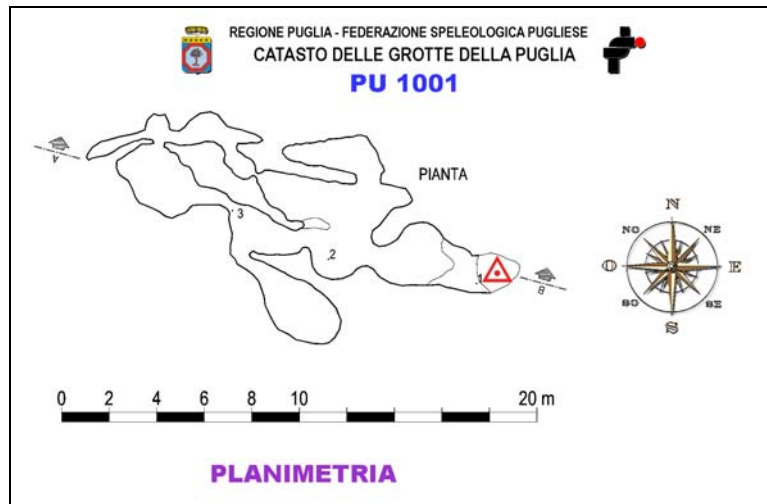 REGIONE PUGLIA - FEDERAZIONE SPELEOLOGICA PUGLIESE
CATASTO DELLE GROTTE DELLA PUGLIA
PU 1001
A
PIANTA
3
2
1
B
N
NO
NE
O
E
SO
SE
S
0 2 4 6 8 10 20 m
PLANIMETRIA